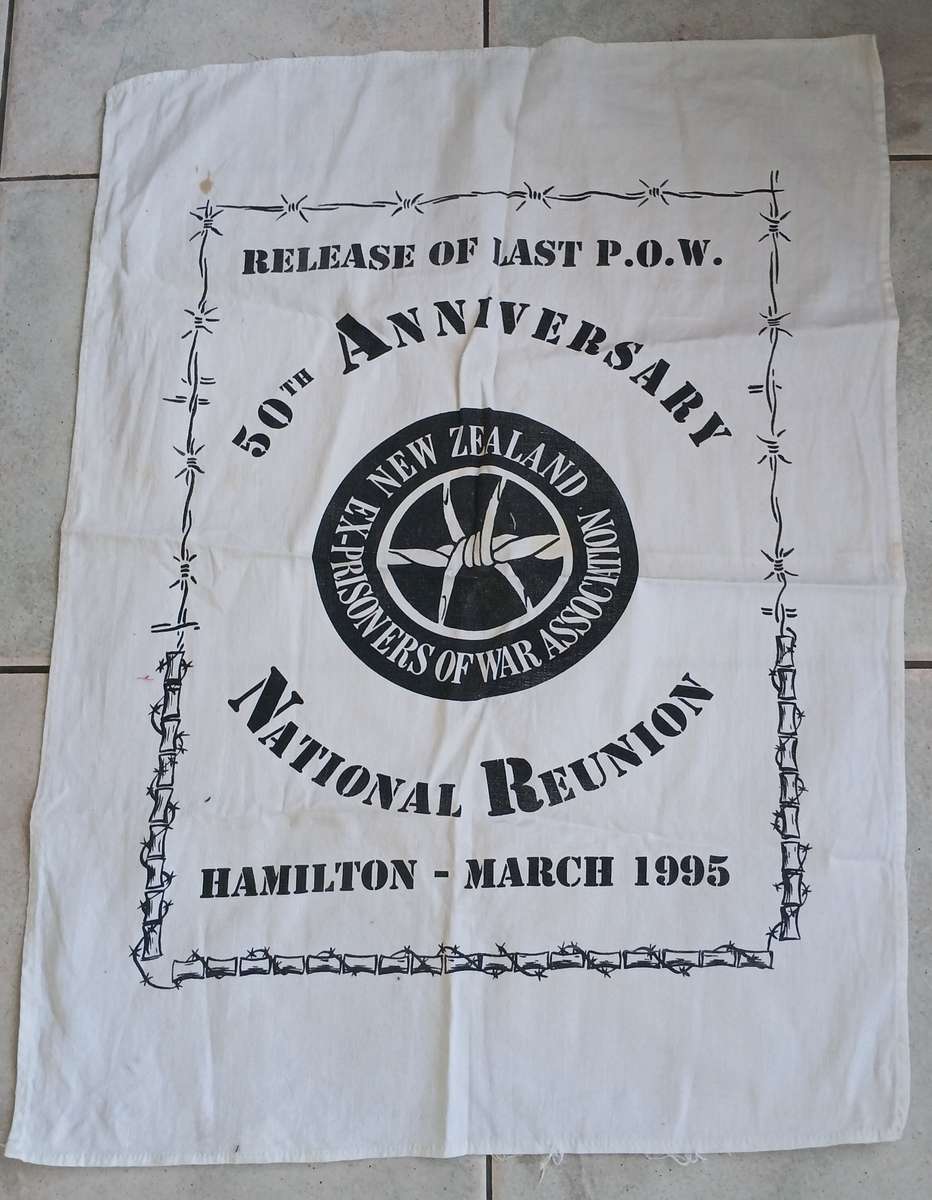 RELEASE OF LAST P.O.W.
50TH ANNIVERSARY
NEW ZEALAND
EX-PRISONERS OF WAR ASSOCIATION
NATIONAL REUNION
HAMILTON - MARCH 1995